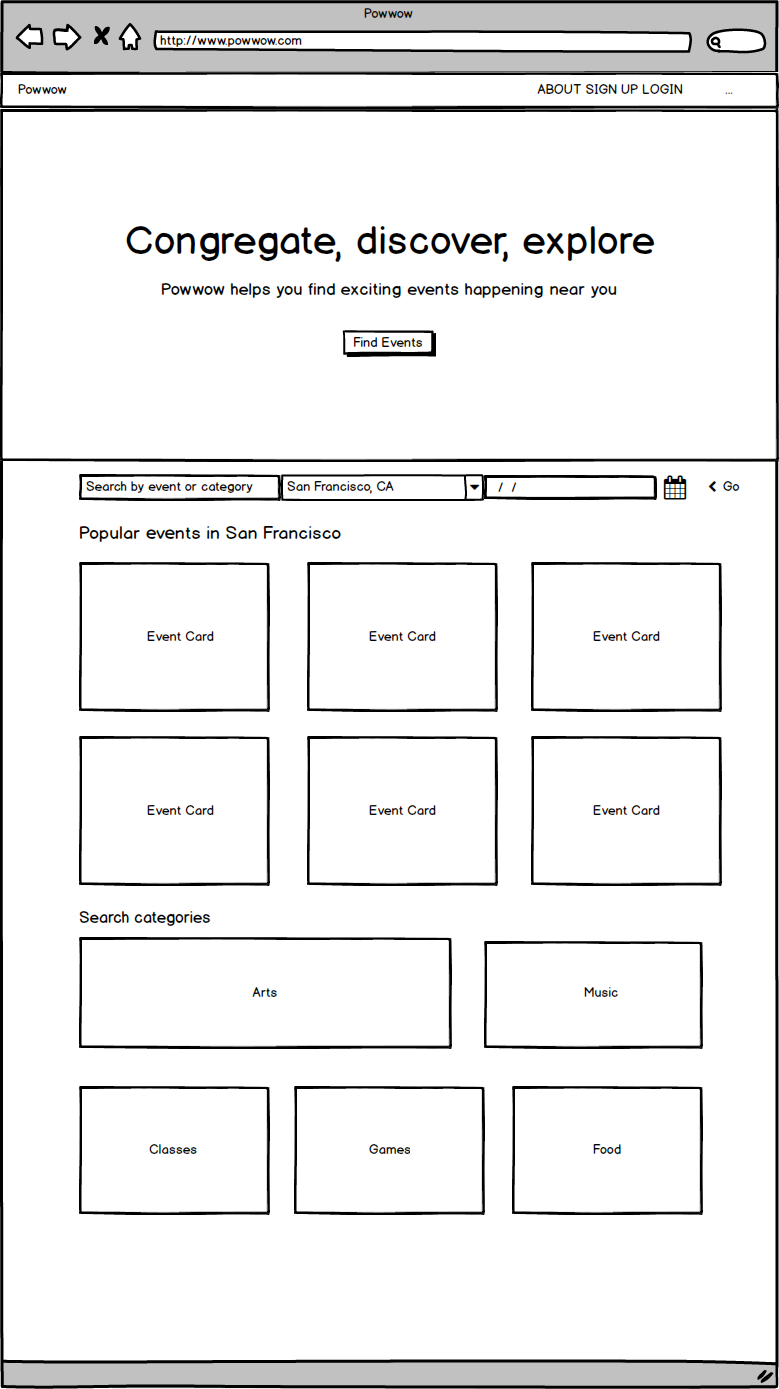 Powwow
http://www.powwow.com
Powwow ABOUT SIGN UP LOGIN ...
Congregate, discover, explore
Powwow helps you find exciting events happening near you
Find Events
Search by event or category San Francisco, CA / / Go
Popular events in San Francisco
Event Card Event Card Event Card
Event Card Event Card Event Card
Search categories
Arts Music
Classes Games Food